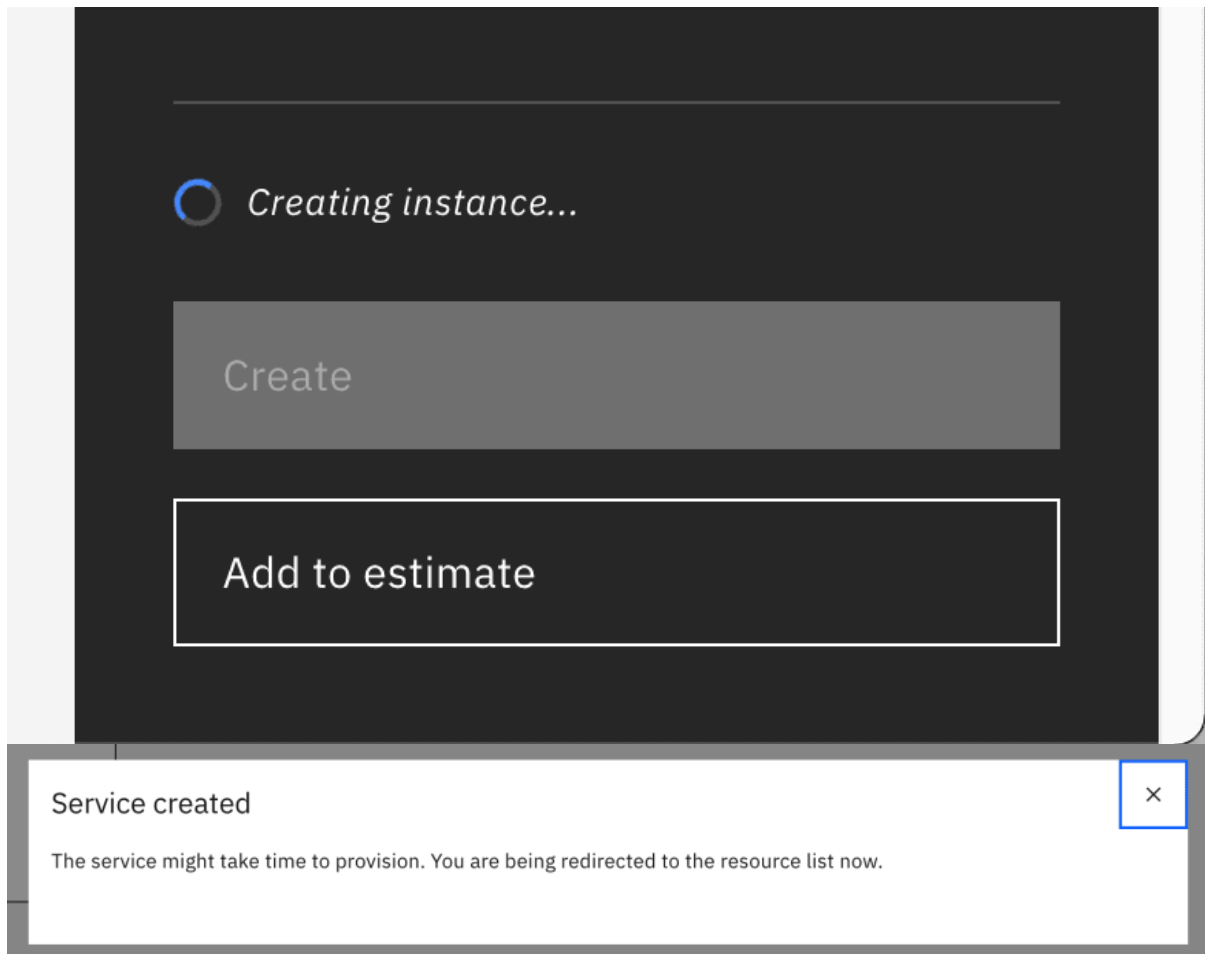 Creating instance...
Create
Add to estimate
Service created
The service might take time to provision. You are being redirected to the resource list now.